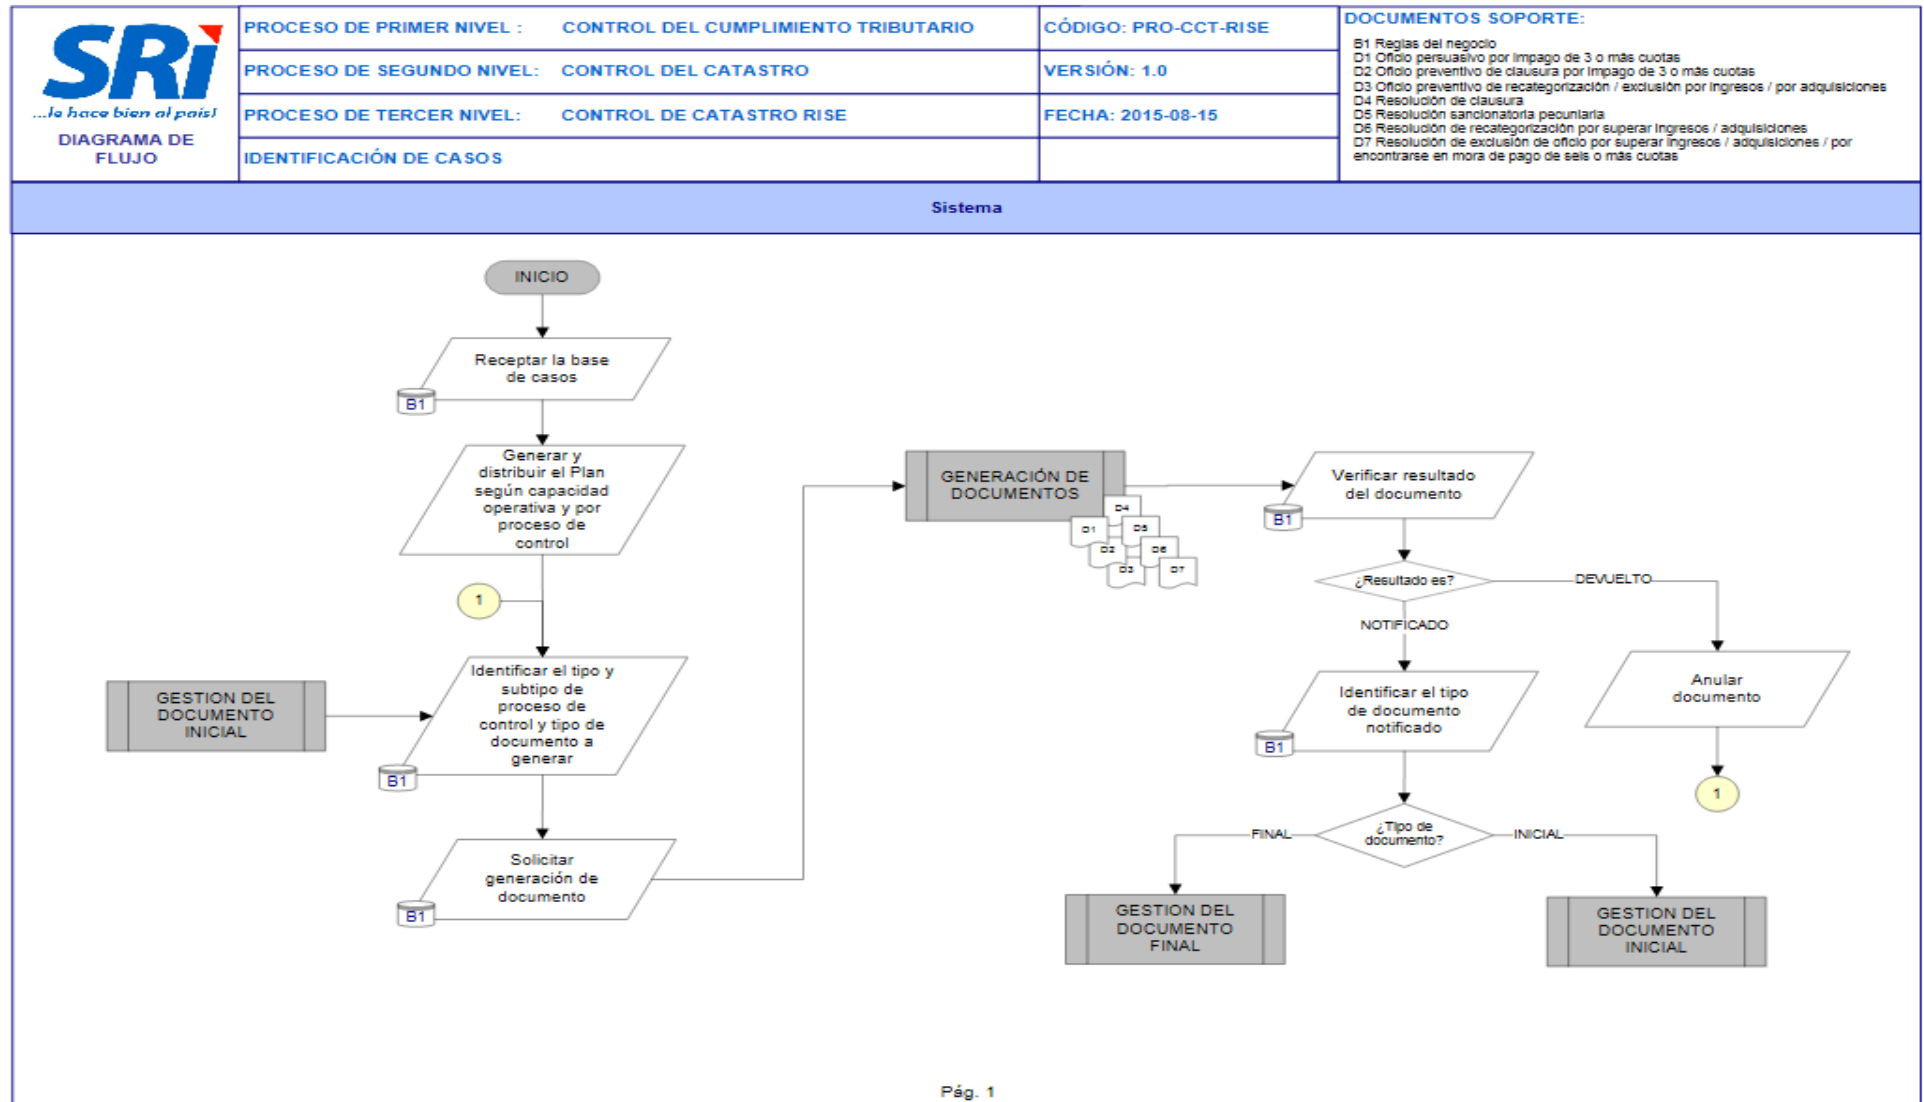 SRi
...le hace bien al país!
DIAGRAMA DE
FLUJO
PROCESO DE PRIMER NIVEL : CONTROL DEL CUMPLIMIENTO TRIBUTARIO
PROCESO DE SEGUNDO NIVEL: CONTROL DEL CATASTRO
PROCESO DE TERCER NIVEL: CONTROL DE CATASTRO RISE
IDENTIFICACIÓN DE CASOS
CÓDIGO: PRO-CCT-RISE
VERSIÓN: 1.0
FECHA: 2015-08-15
DOCUMENTOS SOPORTE:
B1 Reglas del negocio
D1 Oficio persuasivo por impago de 3 o más cuotas
D2 Oficio preventivo de clausura por impago de 3 o más cuotas
D3 Oficio preventivo de recategorización / exclusión por ingresos / por adquisiciones
D4 Resolución de clausura
D5 Resolución sancionatoria pecuniaria
D6 Resolución de recategorización por superar ingresos / adquisiciones
D7 Resolución de exclusión de oficio por superar ingresos / adquisiciones / por
encontrarse en mora de pago de seis o más cuotas
Sistema
INICIO
Receptar la base
de casos
B1
Generar y
distribuir el Plan
según capacidad
operativa y por
proceso de
control
1
GESTION DEL
DOCUMENTO
INICIAL
Identificar el tipo y
subtipo de
proceso de
control y tipo de
documento a
generar
B1
Solicitar
generación de
documento
B1
GENERACIÓN DE
DOCUMENTOS
D4
D1
D5
D2
D6
D3
D7
Verificar resultado
del documento
B1
¿Resultado es?
DEVUELTO
NOTIFICADO
Identificar el tipo
de documento
notificado
B1
Anular
documento
1
¿Tipo de
documento?
FINAL
INICIAL
GESTION DEL
DOCUMENTO
FINAL
GESTION DEL
DOCUMENTO
INICIAL
Pág. 1